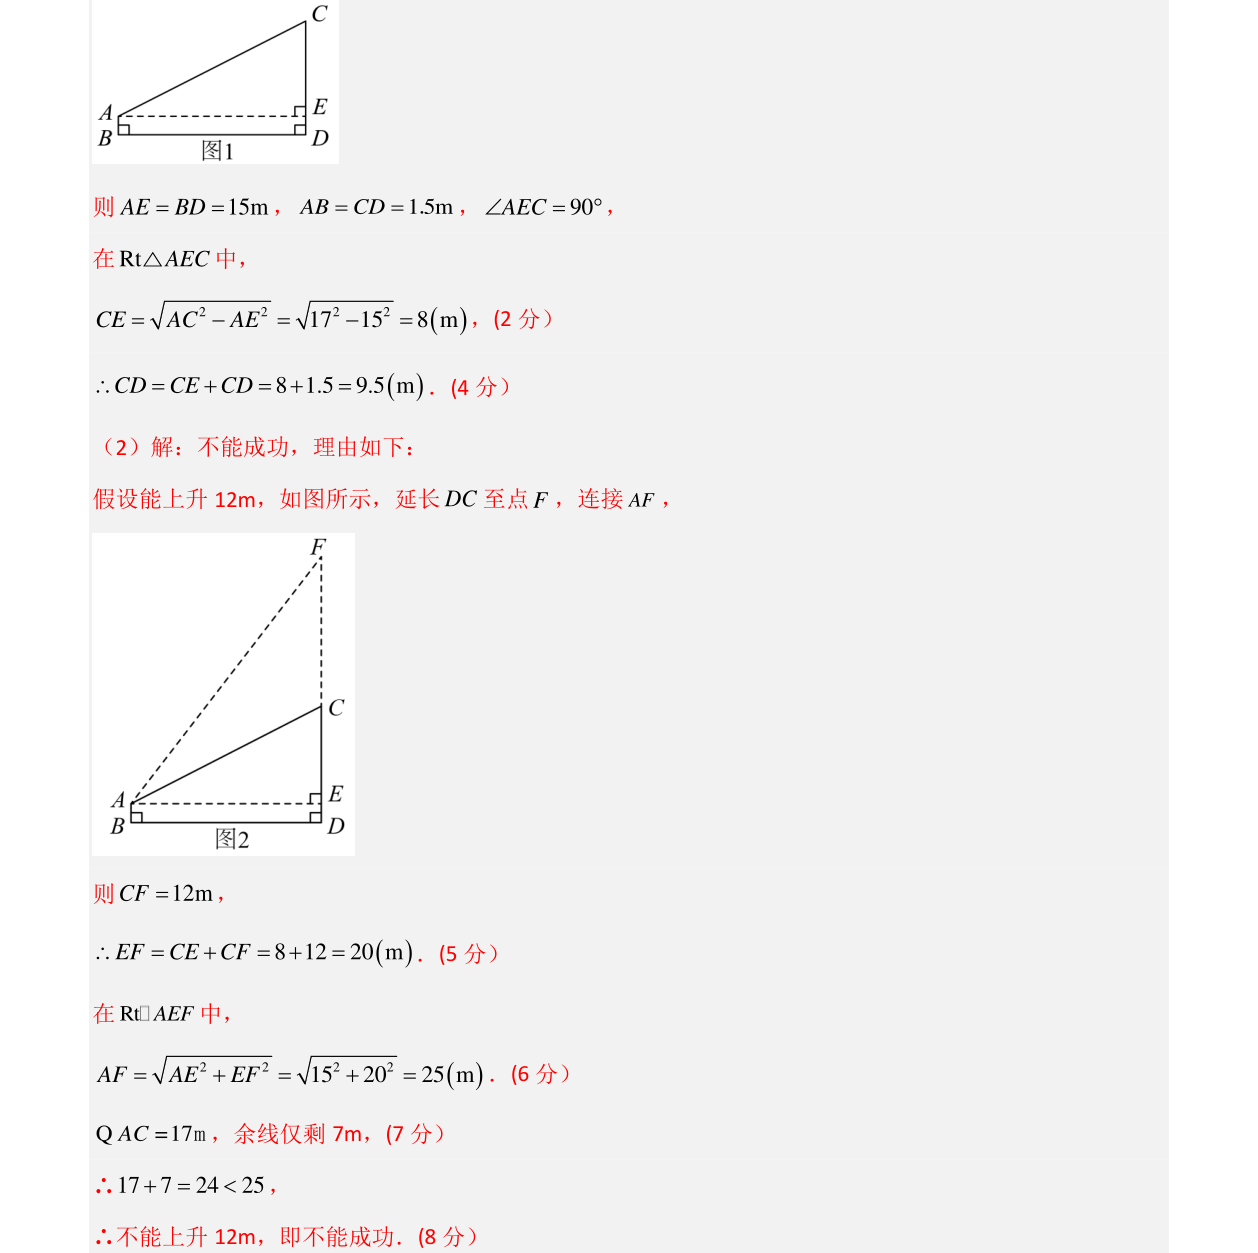 C
A
E
B
D
图1
则 AE = BD = 15m， AB = CD = 1.5m， ∠AEC = 90°，
在 Rt△AEC 中，
CE = √(AC² − AE²) = √(17² − 15²) = 8(m)，(2 分）
∴CD = CE + CD = 8 + 1.5 = 9.5(m)．(4 分）
（2）解：不能成功，理由如下：
假设能上升 12m，如图所示，延长 DC 至点 F ，连接 AF ，
F
C
A
E
B
D
图2
则 CF = 12m，
∴EF = CE + CF = 8 + 12 = 20(m)．(5 分）
在 Rt□AEF 中，
AF = √(AE² + EF²) = √(15² + 20²) = 25(m)．(6 分）
Q AC =17m，余线仅剩 7m，(7 分）
∴17 + 7 = 24 < 25，
∴不能上升 12m，即不能成功．(8 分）